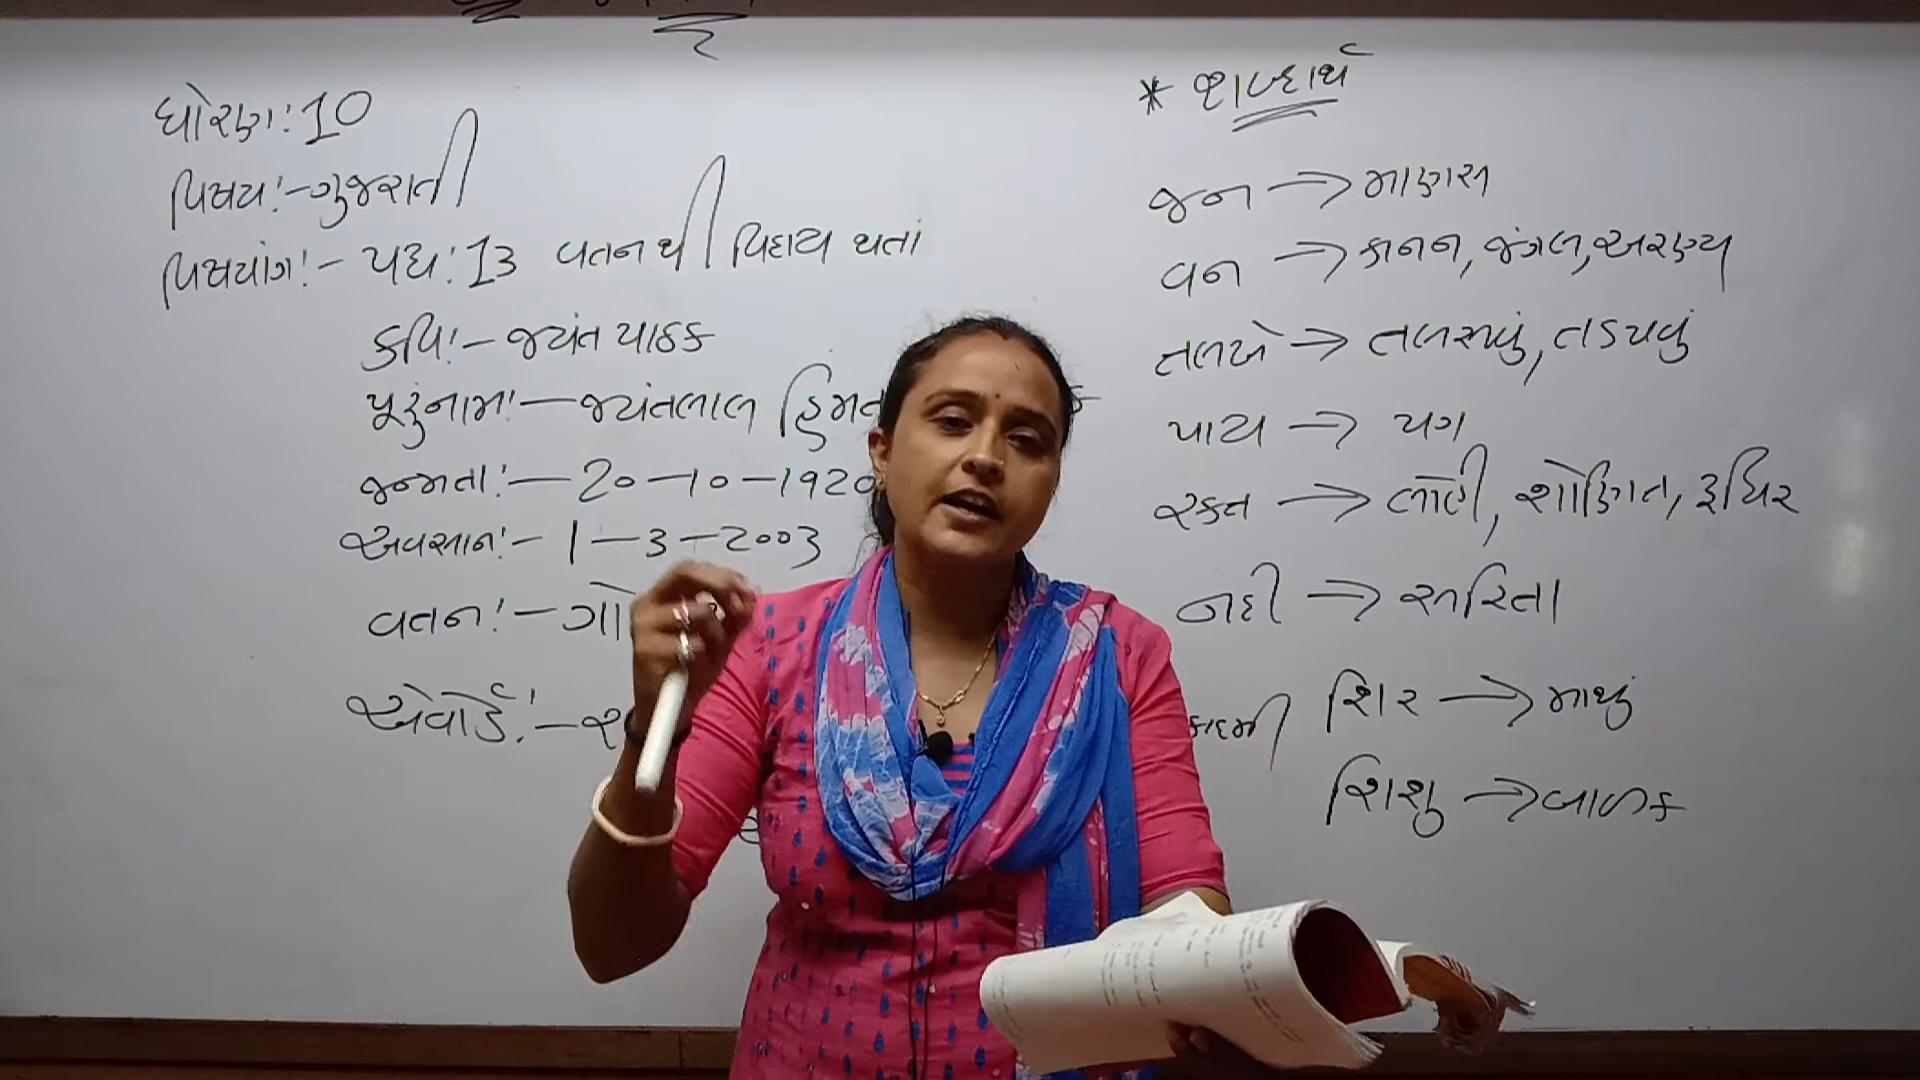 ધોરણ:10
વિષય:-ગુજરાતી
વિષયાંગ:- પદ્ય:13 વતનથી વિદાય થતાં
કવિ:- જયંત પાઠક
પૂરુંનામ:- જયંતલાલ હિંમત
જન્મતા:- 20-10-1920
અવસાન:- 1-3-2003
વતન:- ગો
એવોર્ડ:-
* શબ્દાર્થ
જન → માણસ
વન → કાનન, જંગલ, અરણ્ય
તલખે → તલસવું, તડપવું
પાય → પગ
રક્ત → લોહી, શોણિત, રુધિર
નદી → સરિતા
શિર → માથું
શિશુ → બાળક